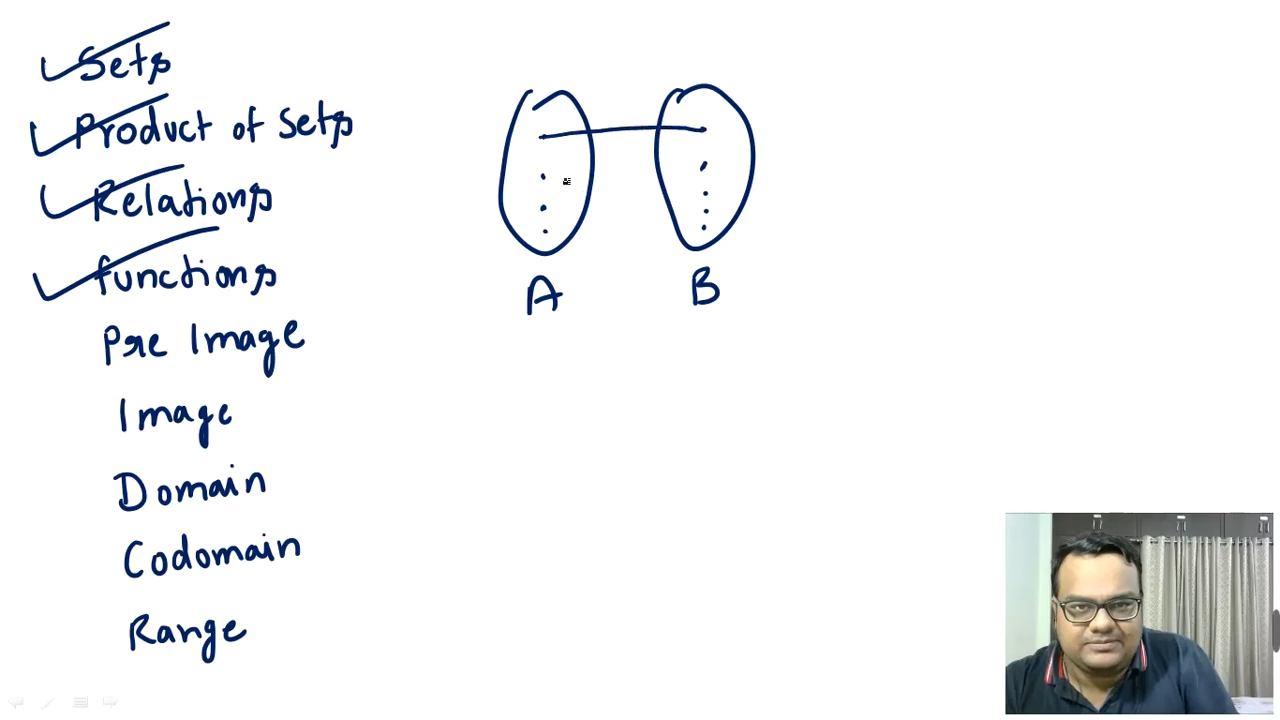 Sets
Product of Sets
Relations
functions
Pre Image
Image
Domain
Codomain
Range
A
B